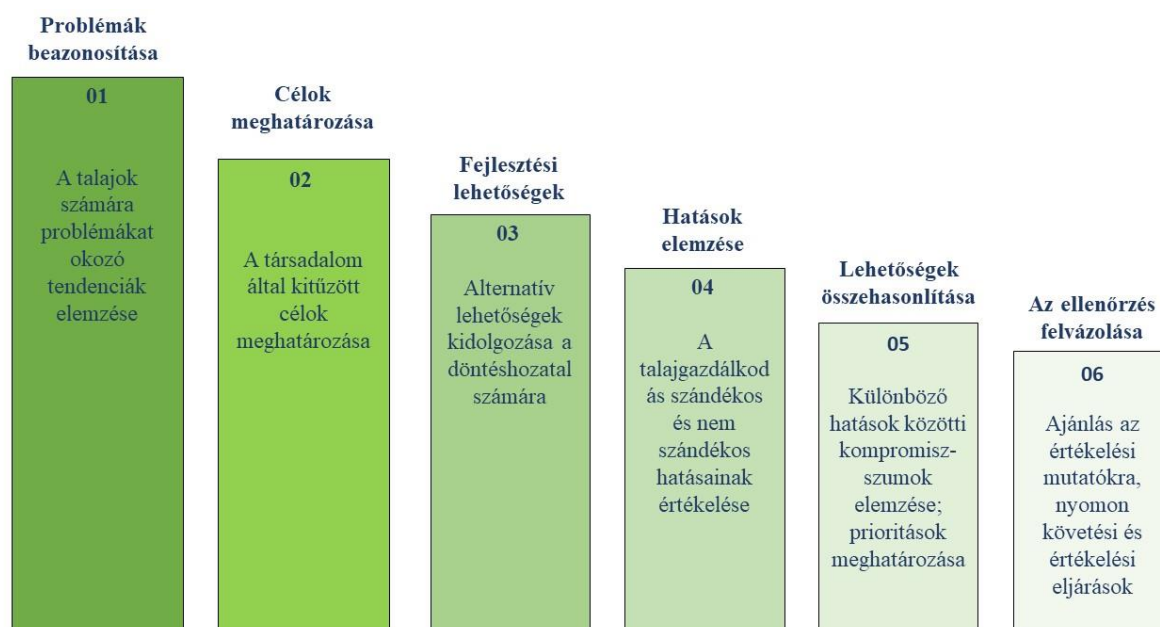 Problémák
beazonosítása
01
A talajok
számára
problémákat
okozó
tendenciák
elemzése
Célok
meghatározása
02
A társadalom
által kitűzött
célok
meghatározása
Fejlesztési
lehetőségek
03
Alternatív
lehetőségek
kidolgozása a
döntéshozatal
számára
Hatások
elemzése
04
A
talajgazdálkod
ás szándékos
és nem
szándékos
hatásainak
értékelése
Lehetőségek
összehasonlítása
05
Különböző
hatások közötti
kompromisz-
szumok
elemzése;
prioritások
meghatározása
Az ellenőrzés
felvázolása
06
Ajánlás az
értékelési
mutatókra,
nyomon
követési és
értékelési
eljárások